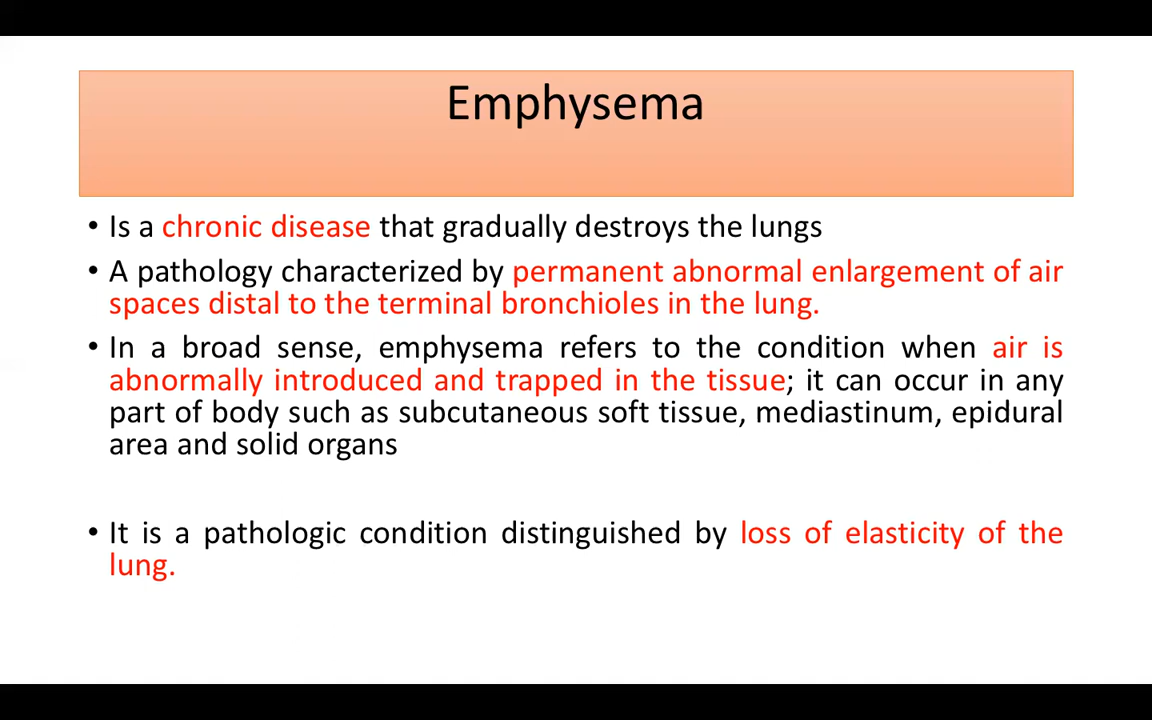 Emphysema
• Is a chronic disease that gradually destroys the lungs
• A pathology characterized by permanent abnormal enlargement of air
spaces distal to the terminal bronchioles in the lung.
• In a broad sense, emphysema refers to the condition when air is
abnormally introduced and trapped in the tissue; it can occur in any
part of body such as subcutaneous soft tissue, mediastinum, epidural
area and solid organs
• It is a pathologic condition distinguished by loss of elasticity of the
lung.